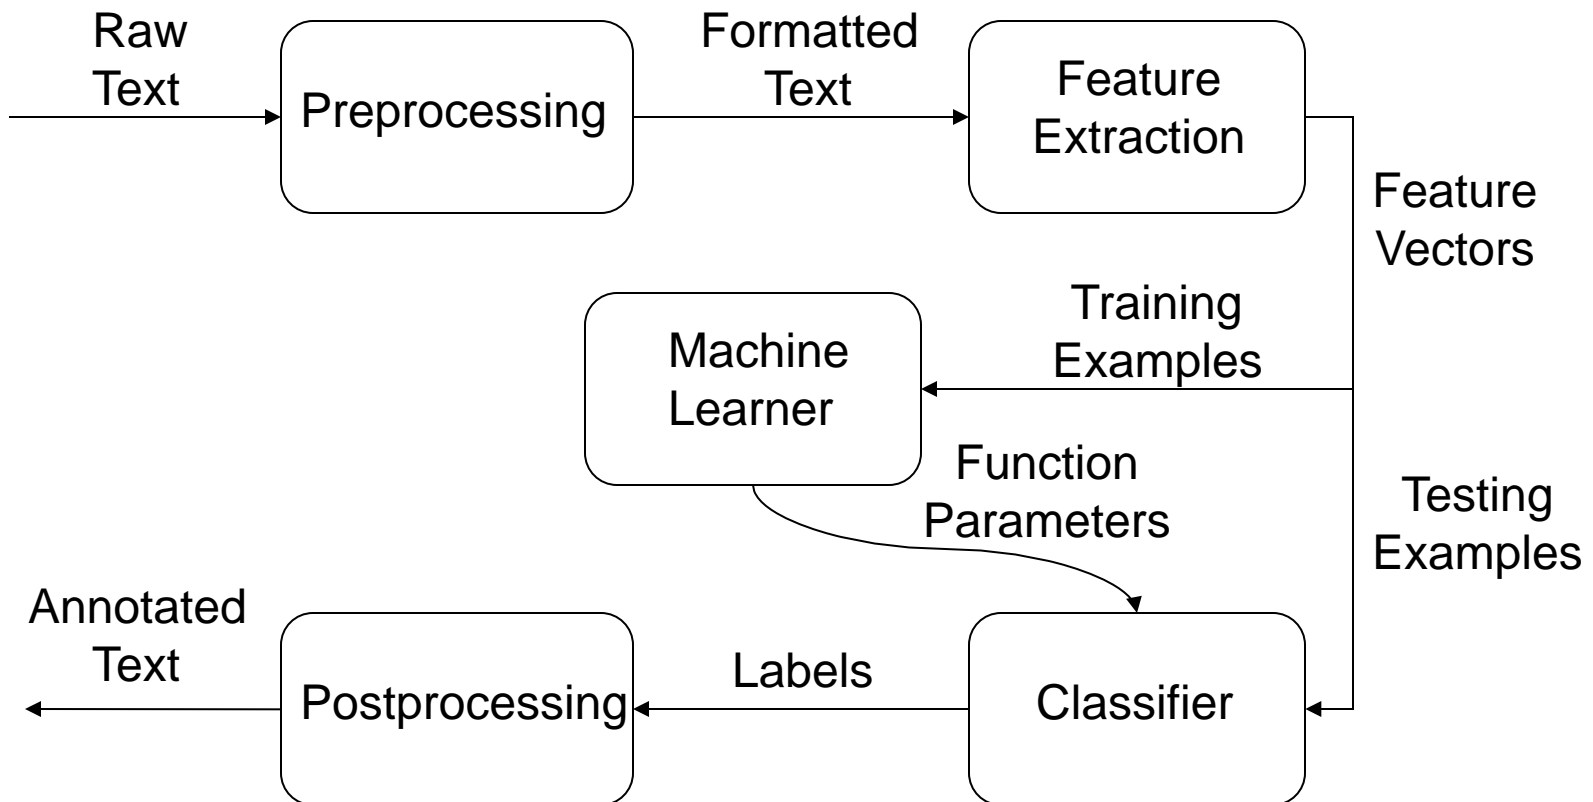 Raw
Text
Preprocessing
Formatted
Text
Feature
Extraction
Feature
Vectors
Machine
Learner
Training
Examples
Function
Parameters
Testing
Examples
Annotated
Text
Postprocessing
Labels
Classifier